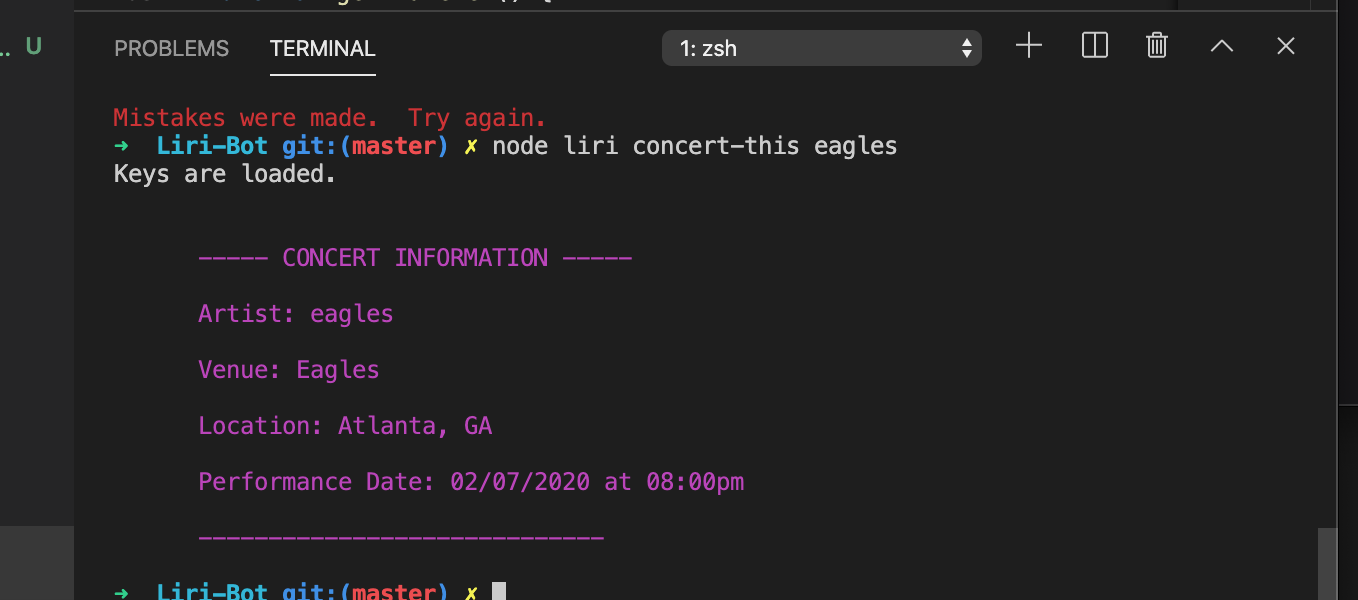 U
PROBLEMS TERMINAL 1: zsh
Mistakes were made.  Try again.
➜  Liri-Bot git:(master) ✗ node liri concert-this eagles
Keys are loaded.
----- CONCERT INFORMATION -----
Artist: eagles
Venue: Eagles
Location: Atlanta, GA
Performance Date: 02/07/2020 at 08:00pm
-----------------------------
➜  Liri-Bot git:(master) ✗